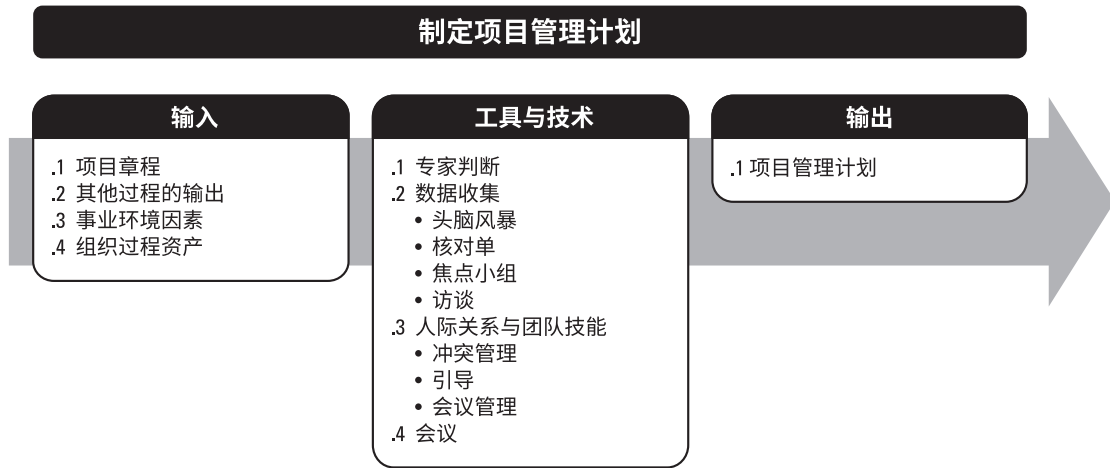 制定项目管理计划
输入
.1 项目章程
.2 其他过程的输出
.3 事业环境因素
.4 组织过程资产
工具与技术
.1 专家判断
.2 数据收集
• 头脑风暴
• 核对单
• 焦点小组
• 访谈
.3 人际关系与团队技能
• 冲突管理
• 引导
• 会议管理
.4 会议
输出
.1 项目管理计划